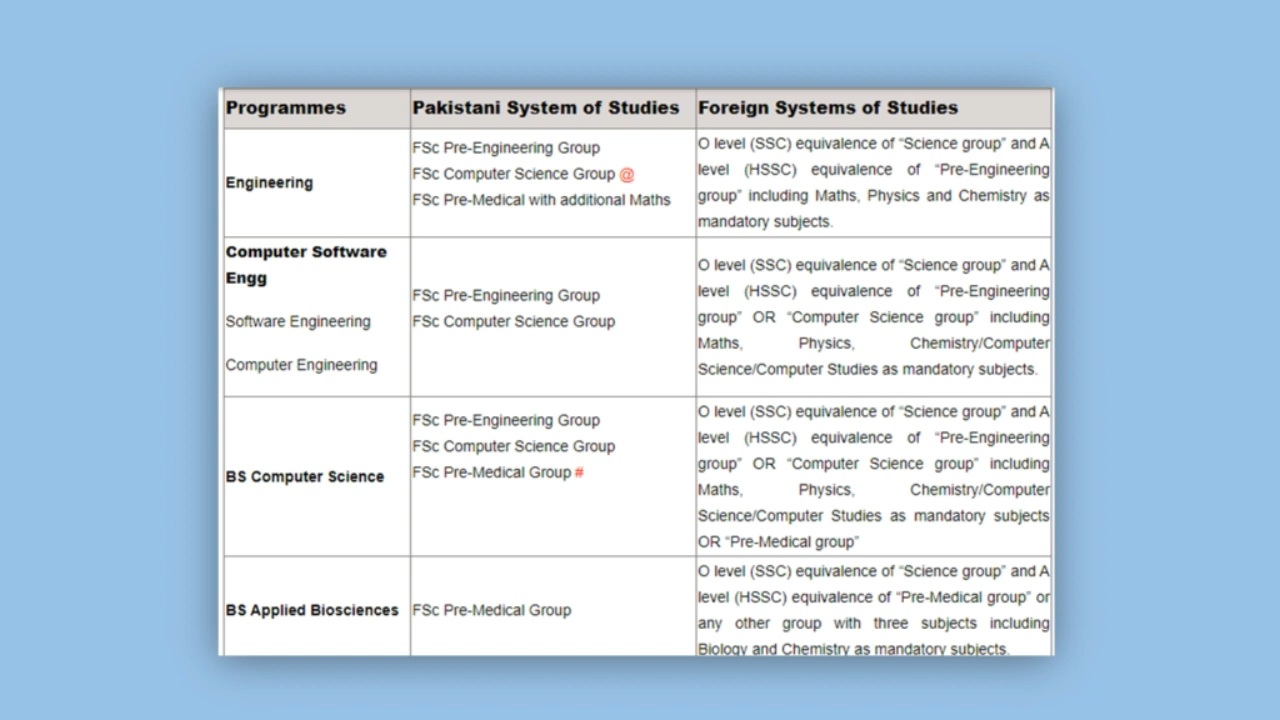 Programmes
Pakistani System of Studies
Foreign Systems of Studies
Engineering
FSc Pre-Engineering Group
FSc Computer Science Group @
FSc Pre-Medical with additional Maths
O level (SSC) equivalence of “Science group” and A
level (HSSC) equivalence of “Pre-Engineering
group” including Maths, Physics and Chemistry as
mandatory subjects.
Computer Software
Engg
Software Engineering
Computer Engineering
FSc Pre-Engineering Group
FSc Computer Science Group
O level (SSC) equivalence of “Science group” and A
level (HSSC) equivalence of “Pre-Engineering
group” OR “Computer Science group” including
Maths, Physics, Chemistry/Computer
Science/Computer Studies as mandatory subjects.
BS Computer Science
FSc Pre-Engineering Group
FSc Computer Science Group
FSc Pre-Medical Group #
O level (SSC) equivalence of “Science group” and A
level (HSSC) equivalence of “Pre-Engineering
group” OR “Computer Science group” including
Maths, Physics, Chemistry/Computer
Science/Computer Studies as mandatory subjects
OR “Pre-Medical group”
BS Applied Biosciences
FSc Pre-Medical Group
O level (SSC) equivalence of “Science group” and A
level (HSSC) equivalence of “Pre-Medical group” or
any other group with three subjects including
Biology and Chemistry as mandatory subjects.